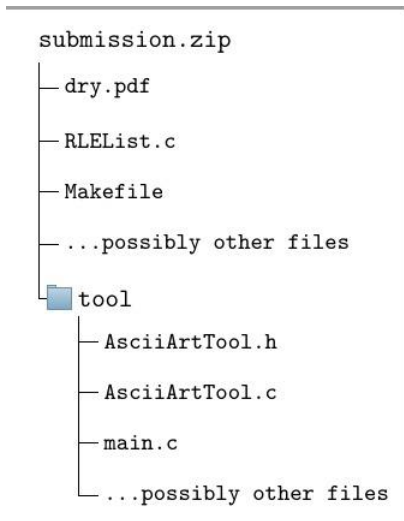 submission.zip
dry.pdf
RLEList.c
Makefile
...possibly other files
tool
AsciiArtTool.h
AsciiArtTool.c
main.c
...possibly other files